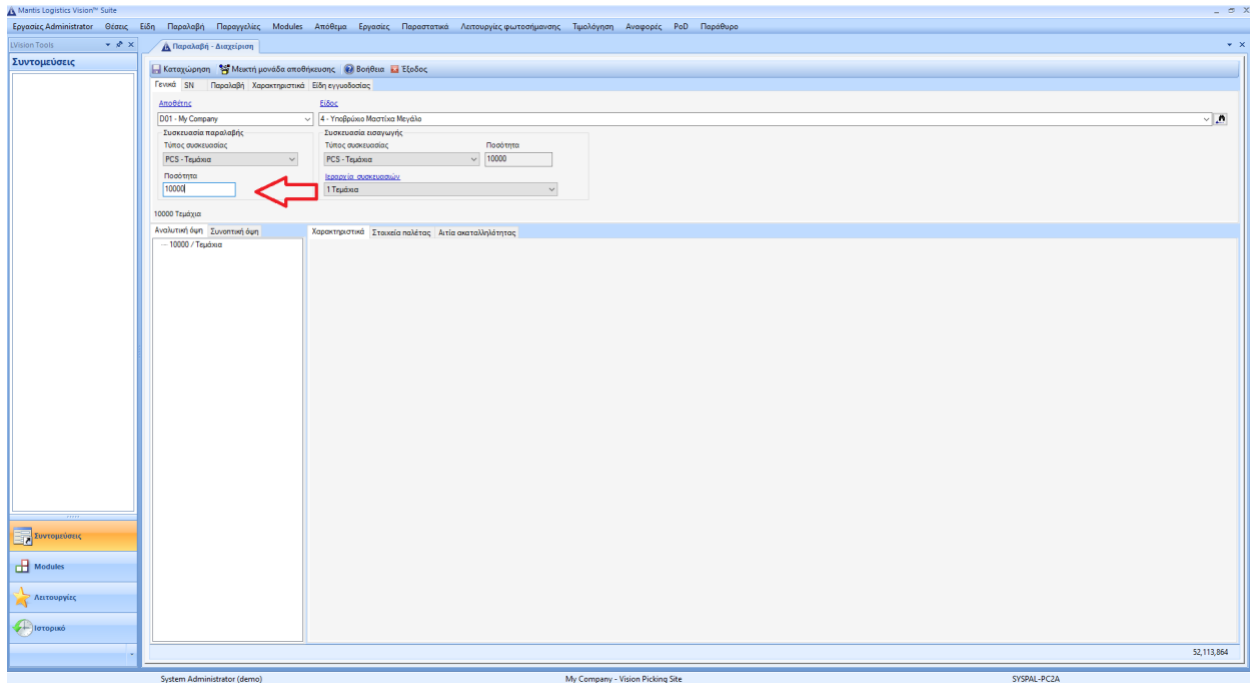 Mantis Logistics Vision™ Suite
Εργασίες Administrator Θέσεις Είδη Παραλαβή Παραγγελίες Modules Απόθεμα Εργασίες Παραστατικά Λειτουργίες φωτοσήμανσης Τιμολόγηση Αναφορές PoD Παράθυρο
LVision Tools
Παραλαβή - Διαχείριση
Συντομεύσεις
Καταχώρηση Μεικτή μονάδα αποθήκευσης Βοήθεια Έξοδος
Γενικά SN Παραλαβή Χαρακτηριστικά Είδη εγγυοδοσίας
Αποθέτης Είδος
D01 - My Company 4 - Υποβρύχιο Μαστίχα Μεγάλο
Συσκευασία παραλαβής Συσκευασία εισαγωγής
Τύπος συσκευασίας Τύπος συσκευασίας Ποσότητα
PCS - Τεμάχια PCS - Τεμάχια 10000
Ποσότητα Ιεραρχία συσκευασιών
10000 1 Τεμάχια
10000 Τεμάχια
Αναλυτική όψη Συνοπτική όψη Χαρακτηριστικά Στοιχεία παλέτας Αιτία ακαταλληλότητας
10000 / Τεμάχια
Συντομεύσεις
Modules
Λειτουργίες
Ιστορικό
52,113,864
System Administrator (demo) My Company - Vision Picking Site SYSPAL-PC2A